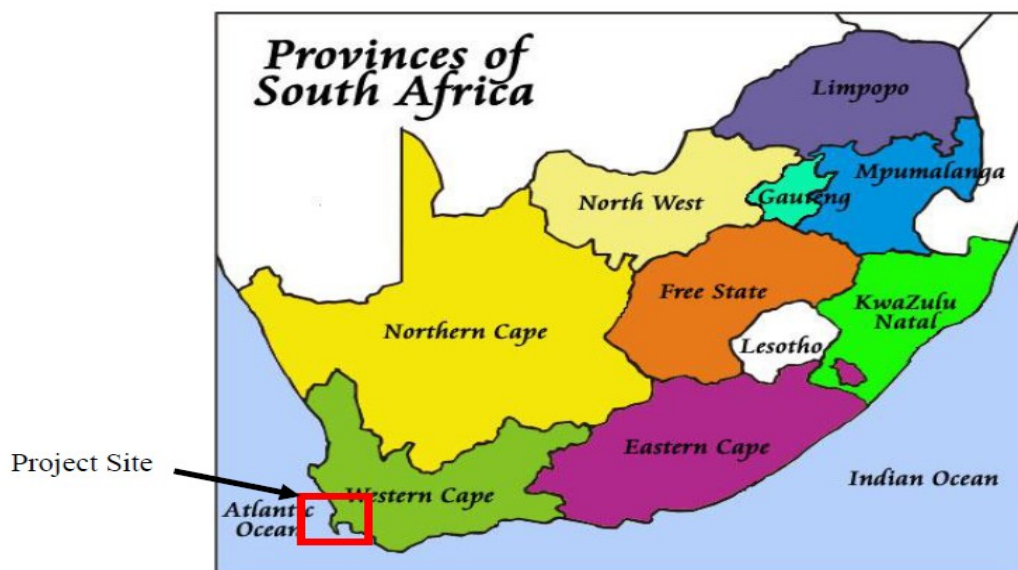 Provinces of
South Africa
Limpopo
Mpumalanga
Gauteng
North West
Free State
KwaZulu
Natal
Northern Cape
Lesotho
Eastern Cape
Project Site
Western Cape
Indian Ocean
Atlantic
Ocean